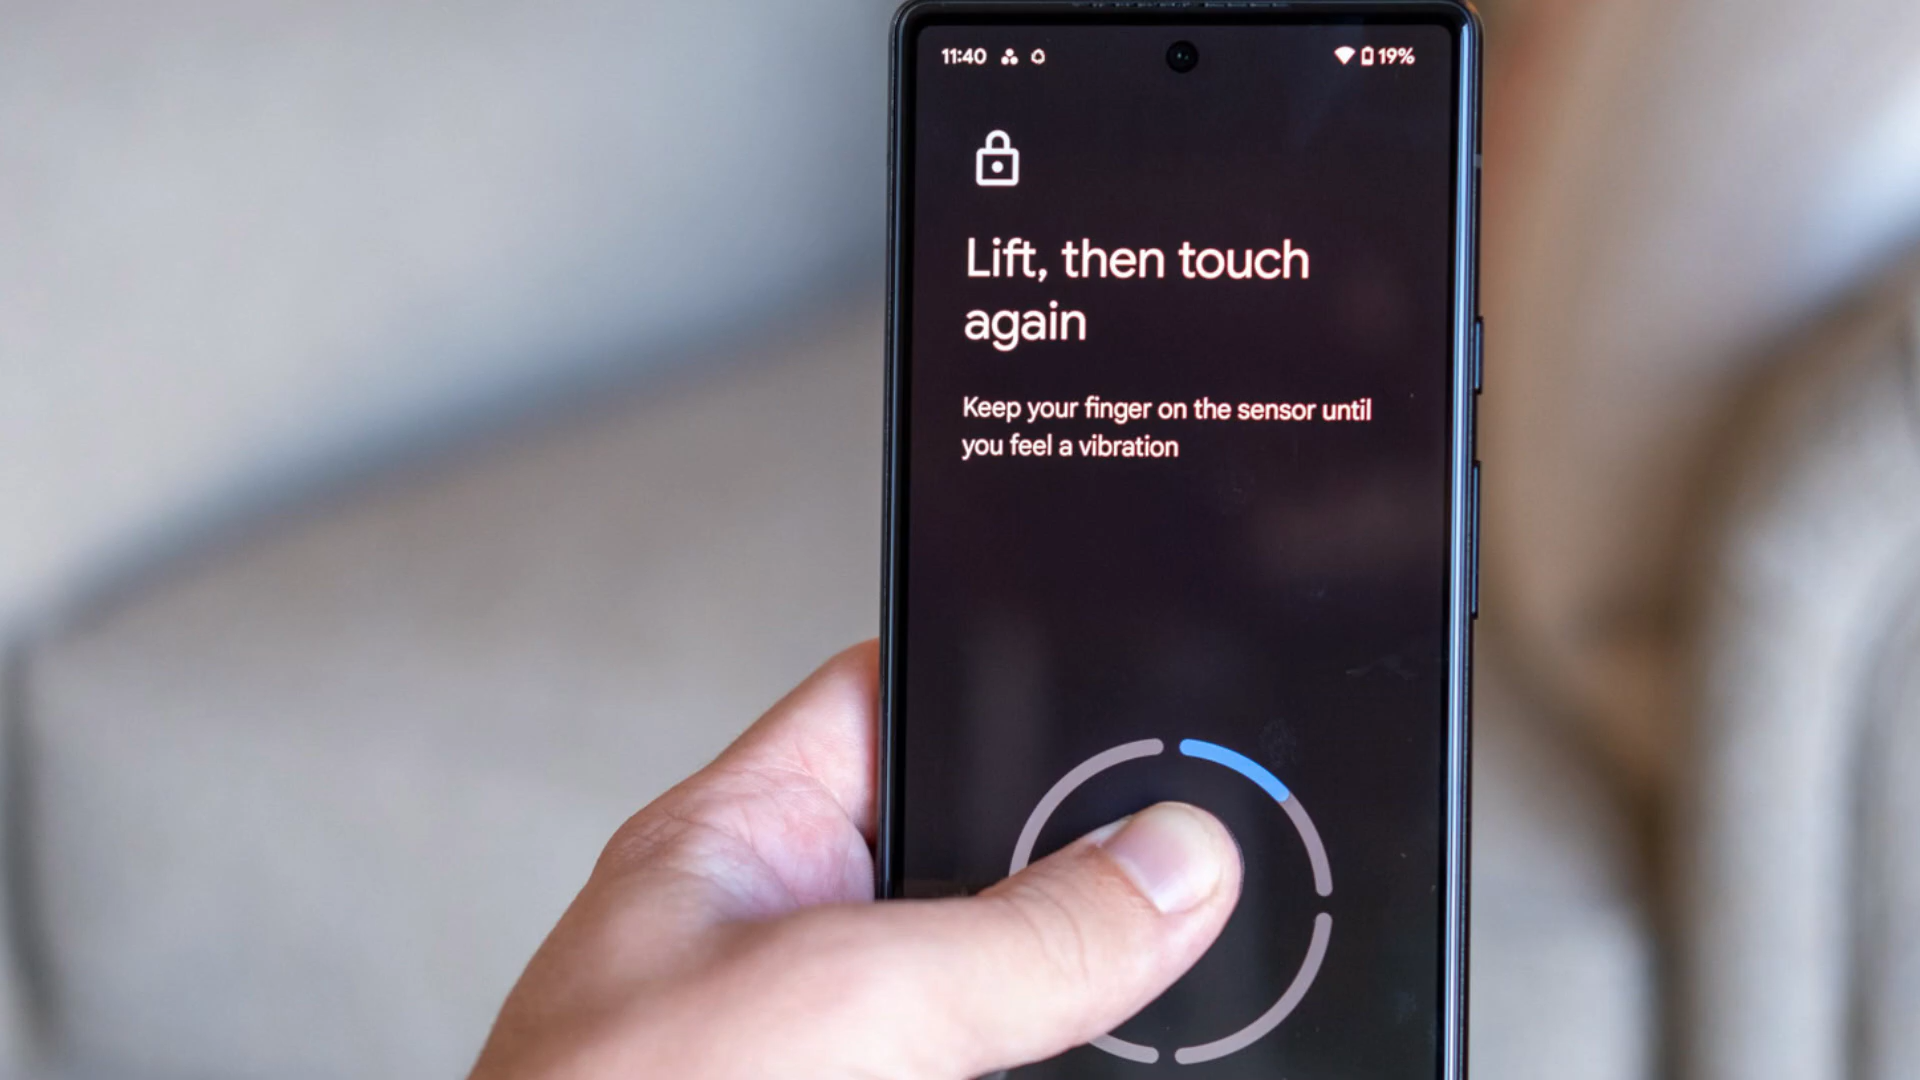 11:40 19%
Lift, then touch
again
Keep your finger on the sensor until
you feel a vibration